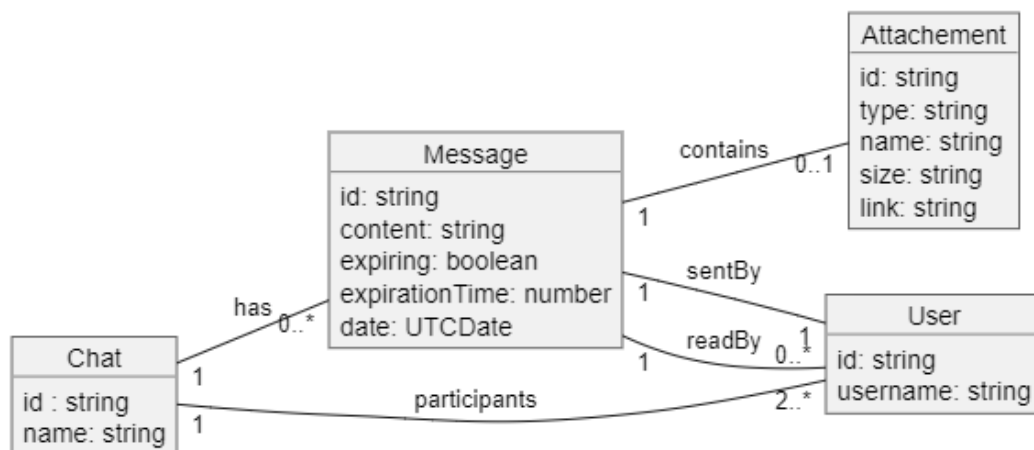 Attachement
id: string
type: string
name: string
size: string
link: string
contains
0..1
1
Message
id: string
content: string
expiring: boolean
expirationTime: number
date: UTCDate
sentBy
1
1
readBy
1
0..*
User
id: string
username: string
has
0..*
1
Chat
id : string
name: string
participants
1
2..*